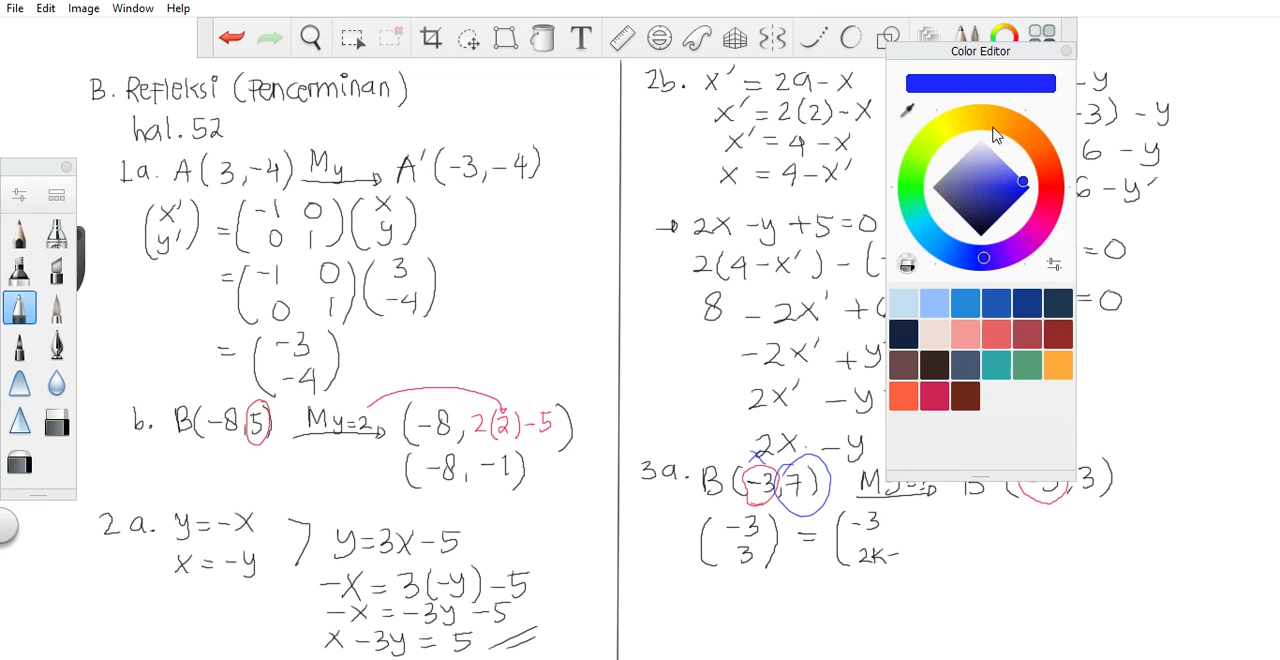 File Edit Image Window Help
Color Editor
B. Refleksi (Pencerminan)
hal. 52
1a. A(3, -4) My → A'(-3, -4)
(x' y') = (-1 0 0 1)(x y)
= (-1 0 0 1)(3 -4)
= (-3 -4)
b. B(-8, 5) My=2 → (-8, 2(2)-5)
(-8, -1)
2a. y = -x
x = -y
y = 3x - 5
-x = 3(-y) - 5
-x = -3y - 5
x - 3y = 5
2b. x' = 2a - x
- y
x' = 2(2) - x
-3) - y
x' = 4 - x
6 - y
x = 4 - x'
6 - y'
→ 2x - y + 5 = 0
2(4 - x') - (-
= 0
8 - 2x' +
= 0
-2x' + y
2x' - y
2x - y
3a. B(-3, 7)
, 3)
(-3 3) = (-3 2k-